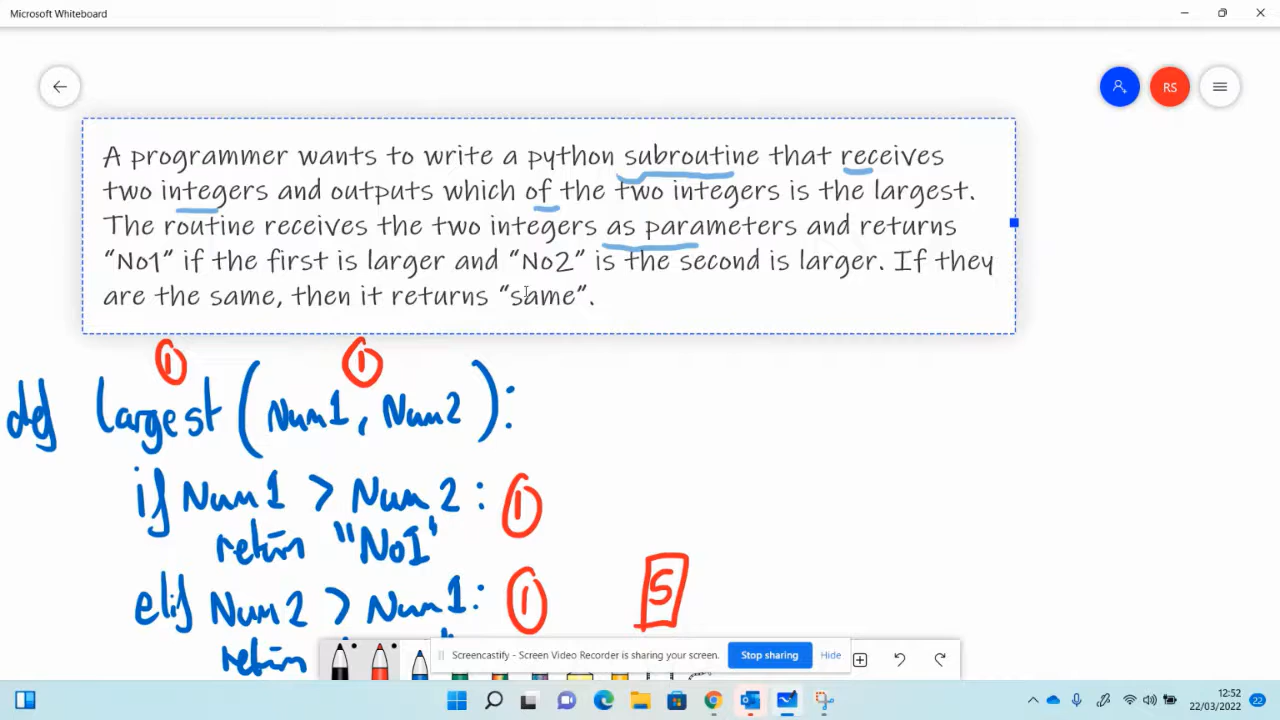 Microsoft Whiteboard
RS
A programmer wants to write a python subroutine that receives
two integers and outputs which of the two integers is the largest.
The routine receives the two integers as parameters and returns
"No1" if the first is larger and "No2" is the second is larger. If they
are the same, then it returns "same".
1 1
def largest (Num1, Num2):
if Num1 > Num2: 1
return "No1"
elif Num2 > Num1: 1
5
return
Screencastify - Screen Video Recorder is sharing your screen. Stop sharing Hide
12:52
22/03/2022
22